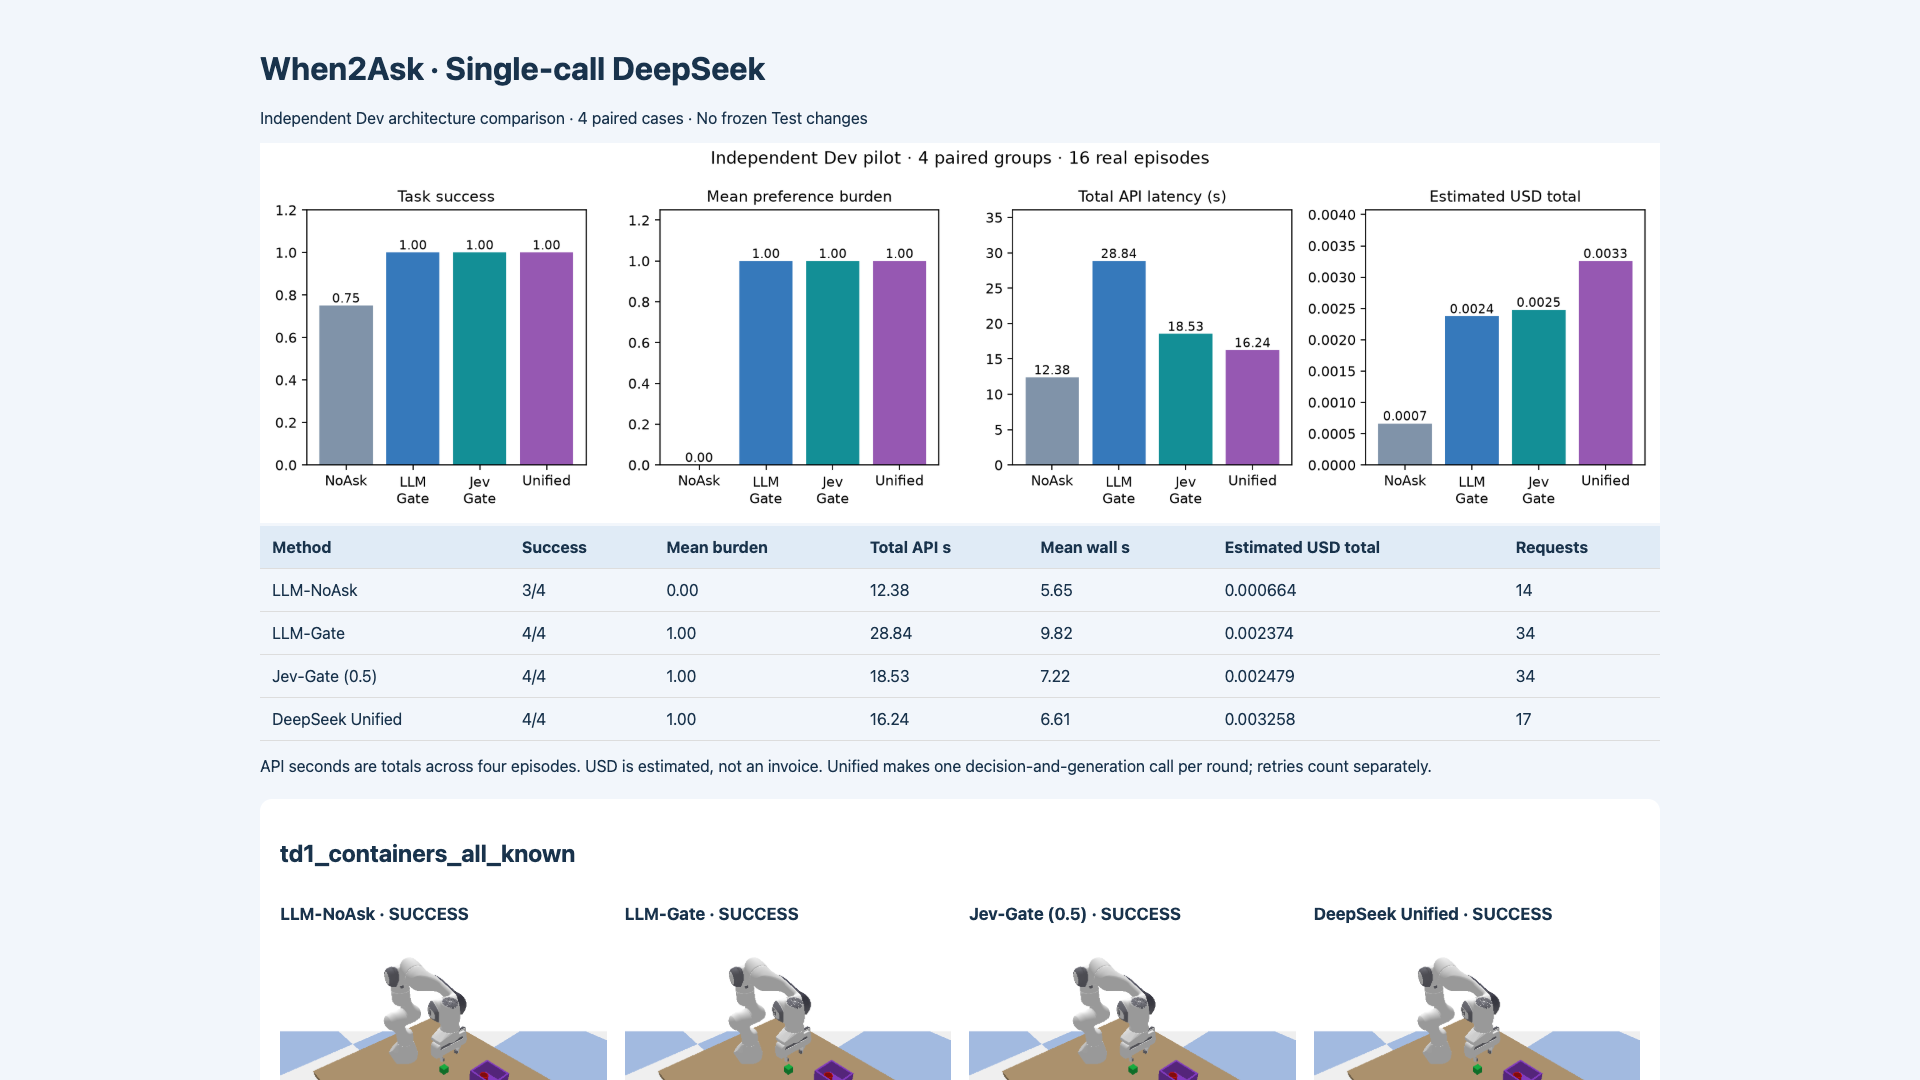 When2Ask · Single-call DeepSeek
Independent Dev architecture comparison · 4 paired cases · No frozen Test changes
Independent Dev pilot · 4 paired groups · 16 real episodes
Task success
1.2
1.0
0.8
0.6
0.4
0.2
0.0
0.75
1.00
1.00
1.00
NoAsk
LLM
Gate
Jev
Gate
Unified
Mean preference burden
1.2
1.0
0.8
0.6
0.4
0.2
0.0
0.00
1.00
1.00
1.00
NoAsk
LLM
Gate
Jev
Gate
Unified
Total API latency (s)
35
30
25
20
15
10
5
0
12.38
28.84
18.53
16.24
NoAsk
LLM
Gate
Jev
Gate
Unified
Estimated USD total
0.0040
0.0035
0.0030
0.0025
0.0020
0.0015
0.0010
0.0005
0.0000
0.0007
0.0024
0.0025
0.0033
NoAsk
LLM
Gate
Jev
Gate
Unified
Method Success Mean burden Total API s Mean wall s Estimated USD total Requests
LLM-NoAsk 3/4 0.00 12.38 5.65 0.000664 14
LLM-Gate 4/4 1.00 28.84 9.82 0.002374 34
Jev-Gate (0.5) 4/4 1.00 18.53 7.22 0.002479 34
DeepSeek Unified 4/4 1.00 16.24 6.61 0.003258 17
API seconds are totals across four episodes. USD is estimated, not an invoice. Unified makes one decision-and-generation call per round; retries count separately.
td1_containers_all_known
LLM-NoAsk · SUCCESS
LLM-Gate · SUCCESS
Jev-Gate (0.5) · SUCCESS
DeepSeek Unified · SUCCESS